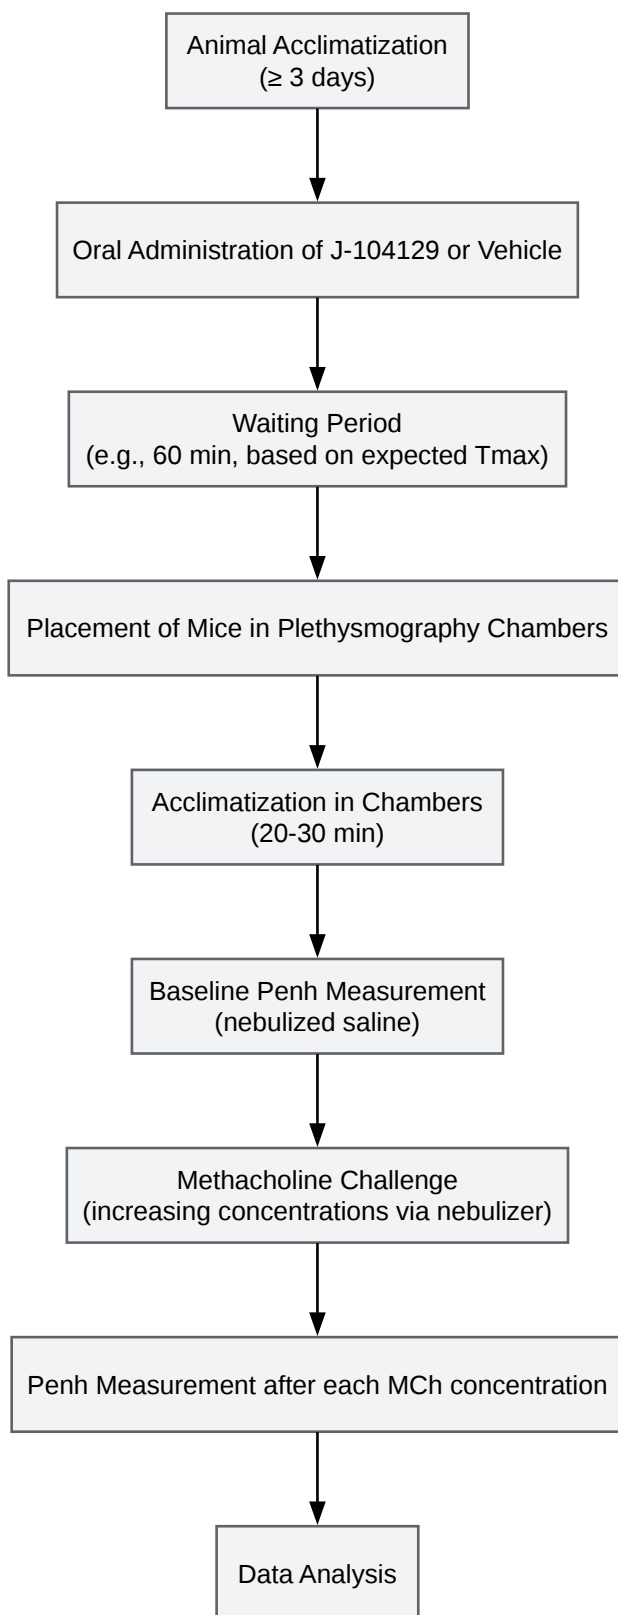 Animal Acclimatization
(≥ 3 days)
Oral Administration of J-104129 or Vehicle
Waiting Period
(e.g., 60 min, based on expected Tmax)
Placement of Mice in Plethysmography Chambers
Acclimatization in Chambers
(20-30 min)
Baseline Penh Measurement
(nebulized saline)
Methacholine Challenge
(increasing concentrations via nebulizer)
Penh Measurement after each MCh concentration
Data Analysis